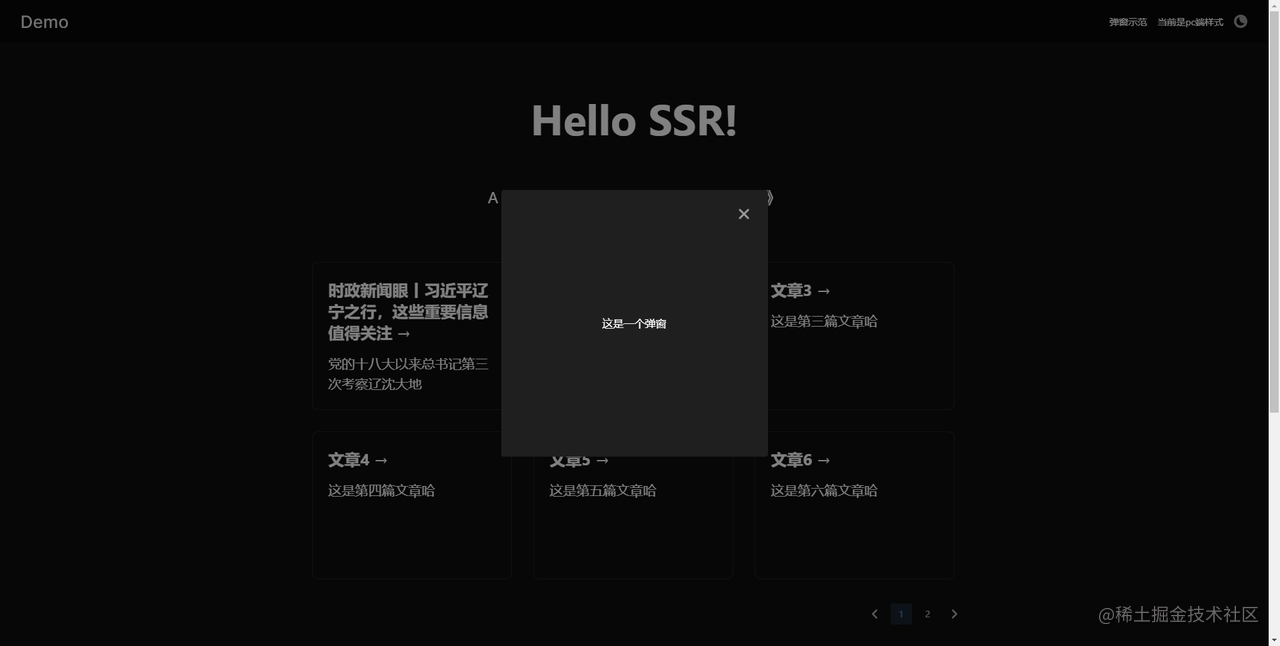 Demo
弹窗示范 当前是pc端样式
Hello SSR!
A
》
时政新闻眼丨习近平辽
宁之行，这些重要信息
值得关注 →
党的十八大以来总书记第三
次考察辽沈大地
文章3 →
这是第三篇文章哈
这是一个弹窗
文章4 →
这是第四篇文章哈
文章5 →
这是第五篇文章哈
文章6 →
这是第六篇文章哈
1 2
@稀土掘金技术社区